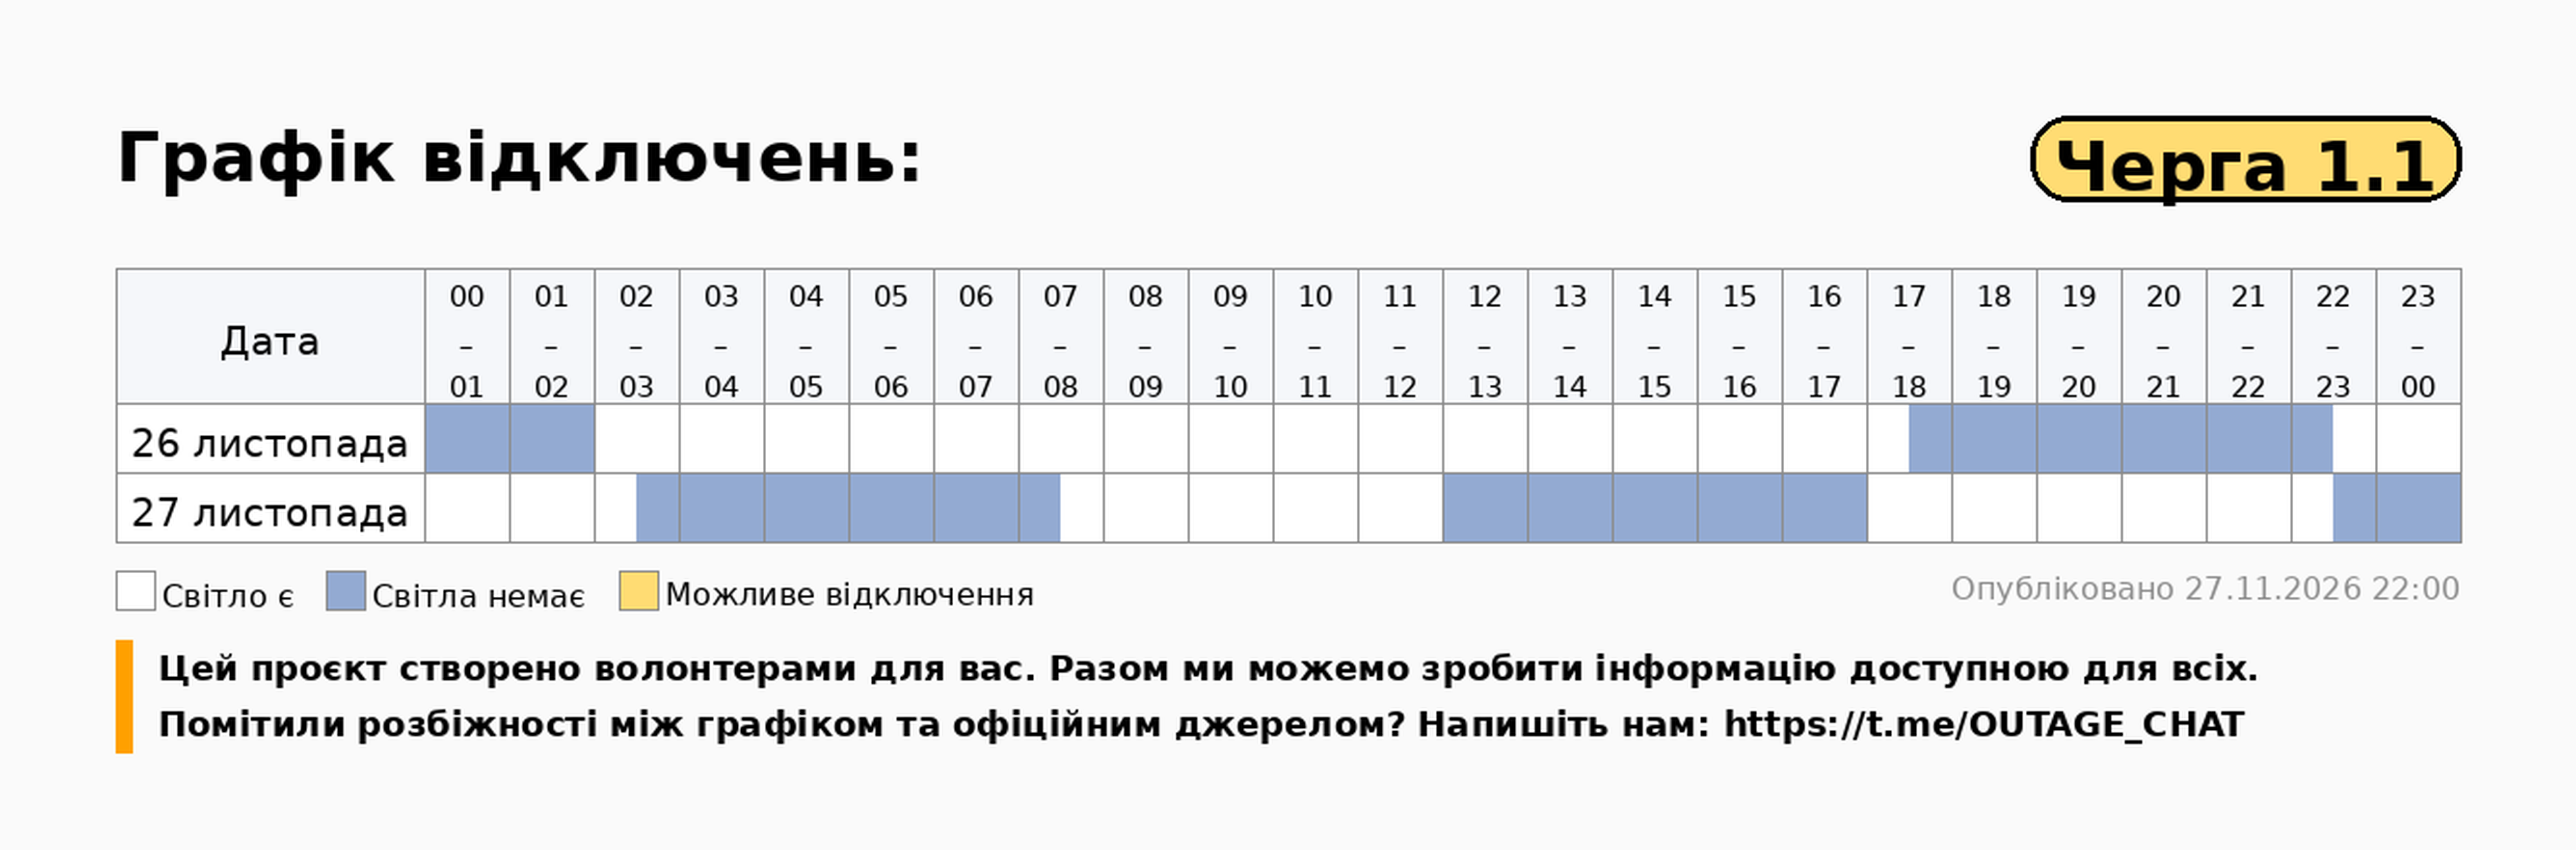 Графік відключень:
Черга 1.1
Дата
00 – 01
01 – 02
02 – 03
03 – 04
04 – 05
05 – 06
06 – 07
07 – 08
08 – 09
09 – 10
10 – 11
11 – 12
12 – 13
13 – 14
14 – 15
15 – 16
16 – 17
17 – 18
18 – 19
19 – 20
20 – 21
21 – 22
22 – 23
23 – 00
26 листопада
27 листопада
Світло є
Світла немає
Можливе відключення
Опубліковано 27.11.2026 22:00
Цей проєкт створено волонтерами для вас. Разом ми можемо зробити інформацію доступною для всіх.
Помітили розбіжності між графіком та офіційним джерелом? Напишіть нам: https://t.me/OUTAGE_CHAT